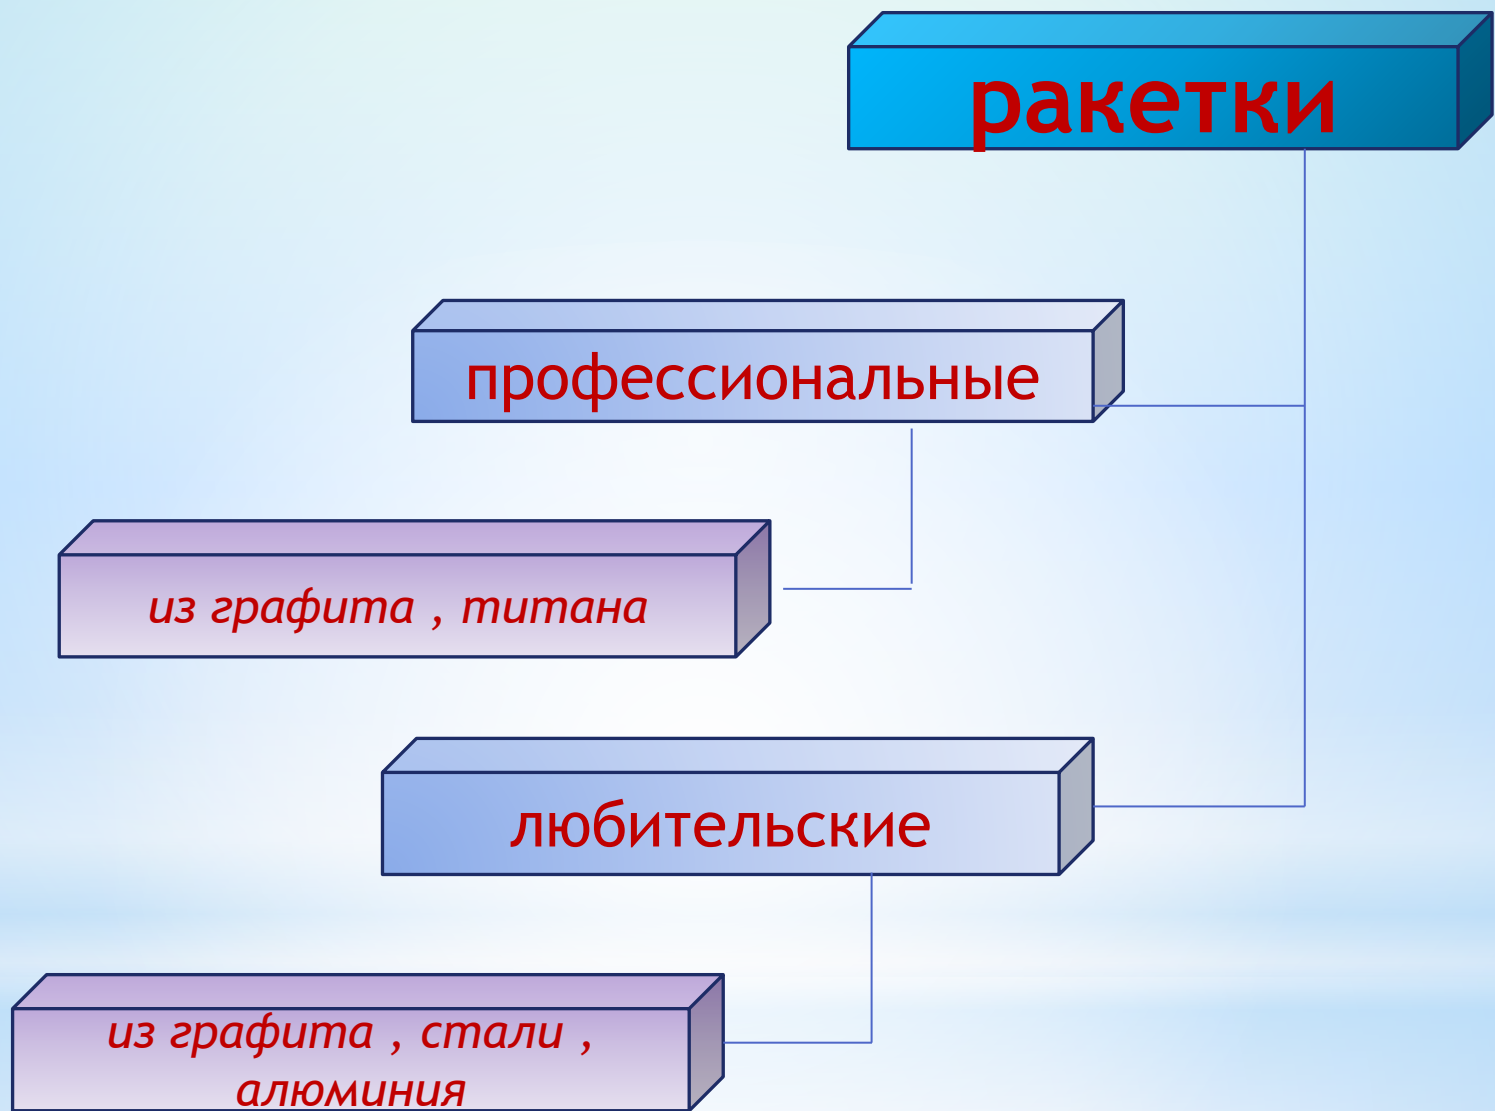 ракетки
профессиональные
из графита , титана
любительские
из графита , стали ,
алюминия